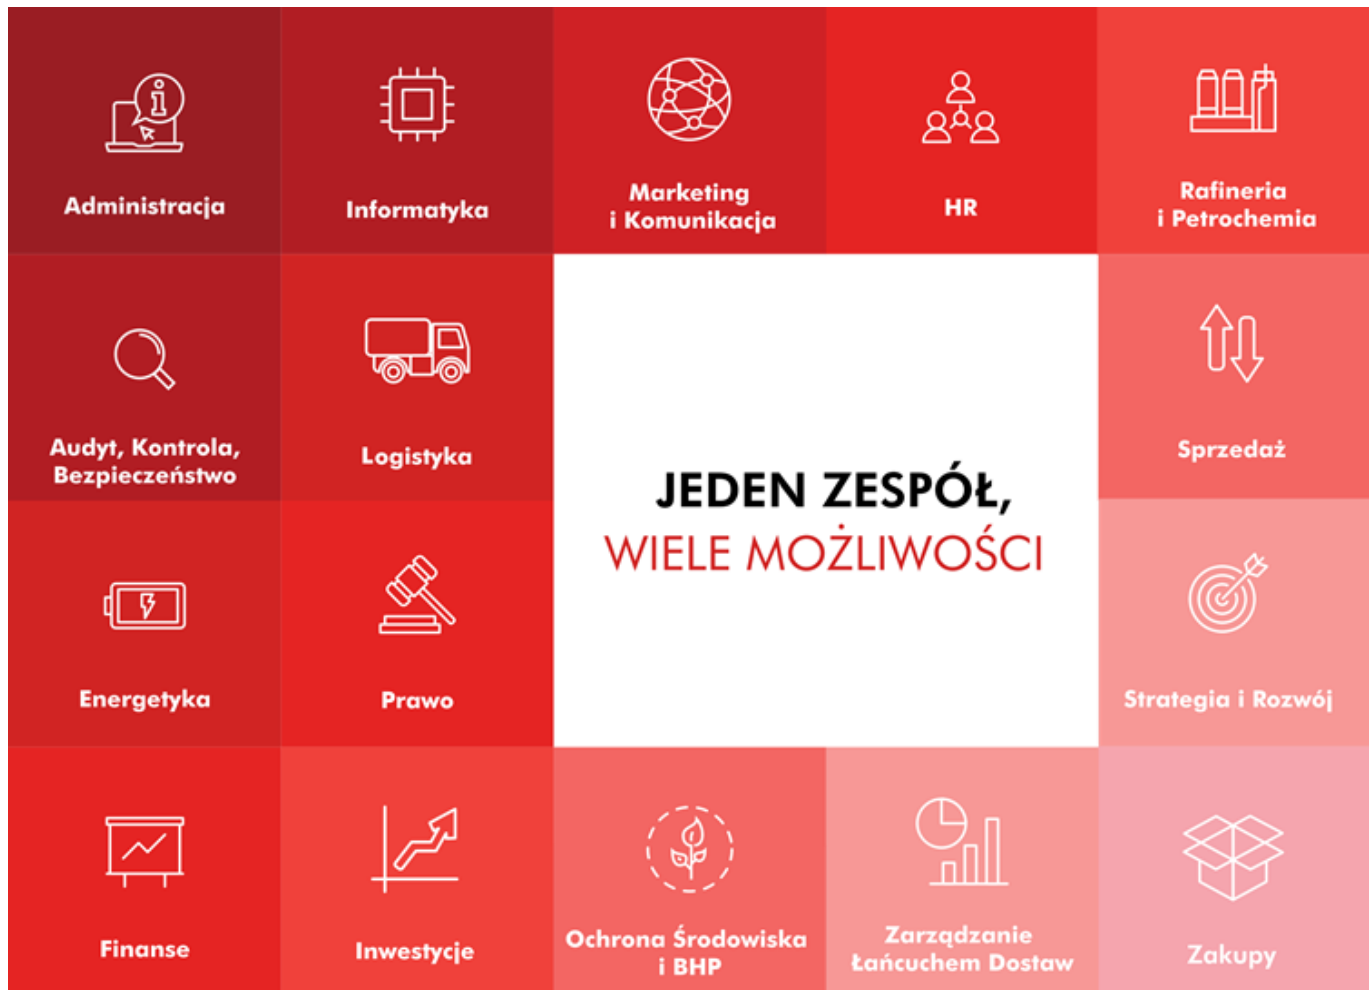 Administracja
Informatyka
Marketing
i Komunikacja
HR
Rafineria
i Petrochemia
Audyt, Kontrola,
Bezpieczeństwo
Logistyka
JEDEN ZESPÓŁ,
WIELE MOŻLIWOŚCI
Sprzedaż
Energetyka
Prawo
Strategia i Rozwój
Finanse
Inwestycje
Ochrona Środowiska
i BHP
Zarządzanie
Łańcuchem Dostaw
Zakupy